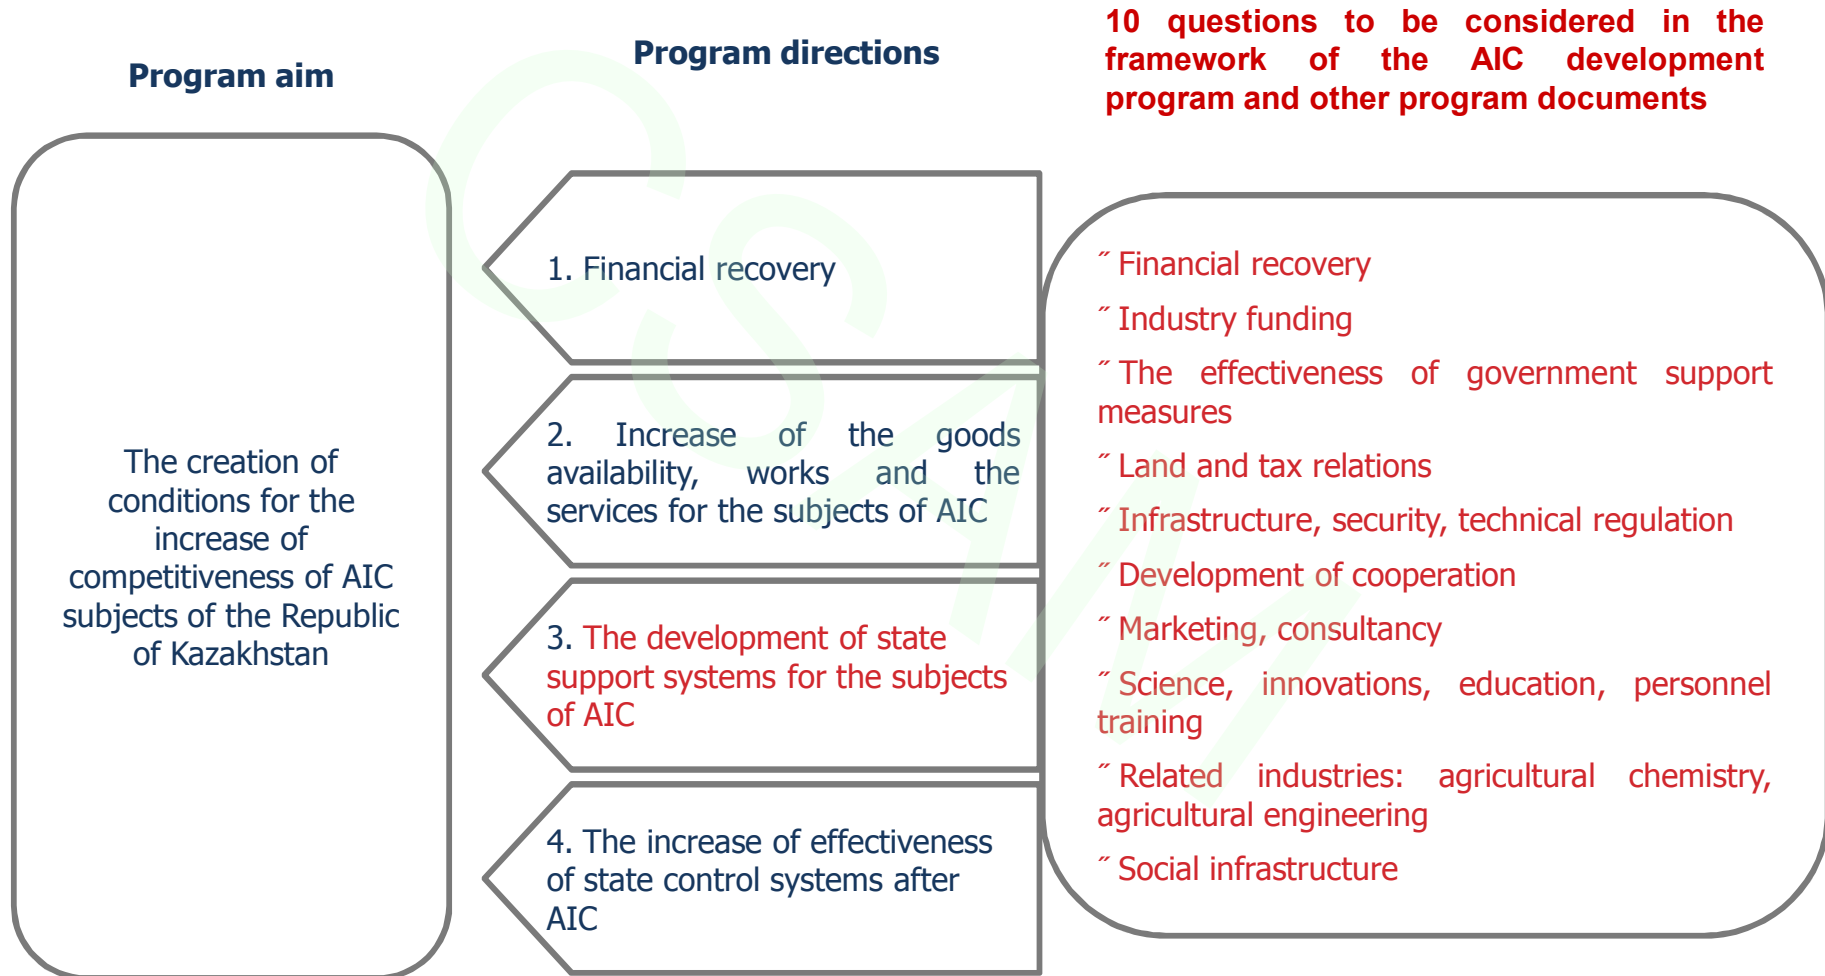 Program aim
The creation of
conditions for the
increase of
competitiveness of AIC
subjects of the Republic
of Kazakhstan
Program directions
1. Financial recovery
2. Increase of the goods
availability, works and the
services for the subjects of AIC
3. The development of state
support systems for the subjects
of AIC
4. The increase of effectiveness
of state control systems after
AIC
10 questions to be considered in the
framework of the AIC development
program and other program documents
˝ Financial recovery
˝ Industry funding
˝ The effectiveness of government support
measures
˝ Land and tax relations
˝ Infrastructure, security, technical regulation
˝ Development of cooperation
˝ Marketing, consultancy
˝ Science, innovations, education, personnel
training
˝ Related industries: agricultural chemistry,
agricultural engineering
˝ Social infrastructure
CSAM